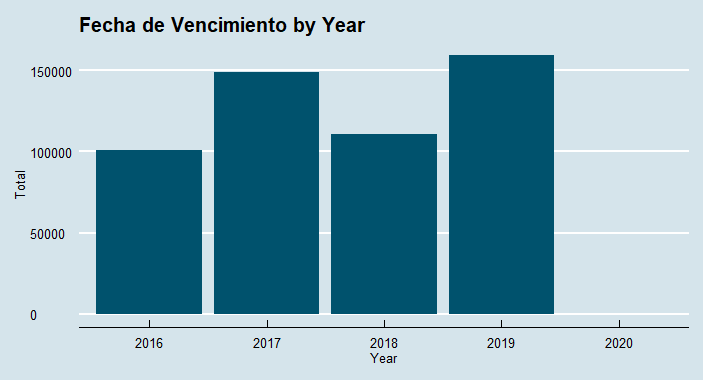 Fecha de Vencimiento by Year
150000
100000
50000
0
Total
2016 2017 2018 2019 2020
Year